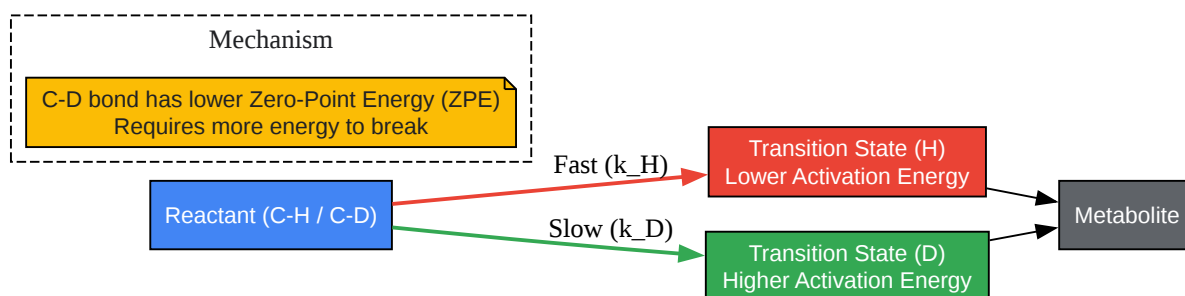 Mechanism
C-D bond has lower Zero-Point Energy (ZPE)
Requires more energy to break
Reactant (C-H / C-D)
Fast (k_H)
Slow (k_D)
Transition State (H)
Lower Activation Energy
Transition State (D)
Higher Activation Energy
Metabolite